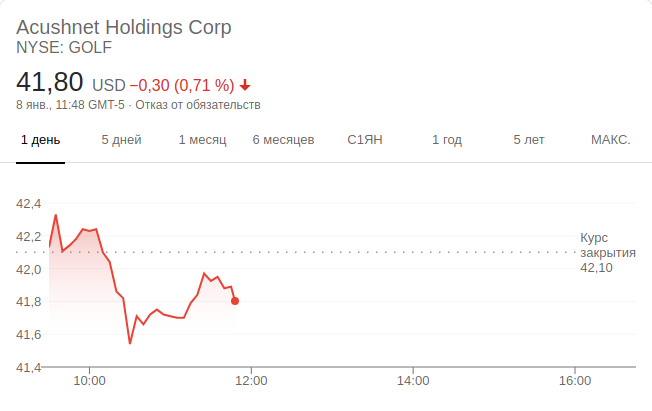 Acushnet Holdings Corp
NYSE: GOLF
41,80 USD −0,30 (0,71 %)
8 янв., 11:48 GMT-5 · Отказ от обязательств
1 день 5 дней 1 месяц 6 месяцев С1ЯН 1 год 5 лет МАКС.
42,4
42,2
42,0
41,8
41,6
41,4
Курс
закрытия
42,10
10:00 12:00 14:00 16:00